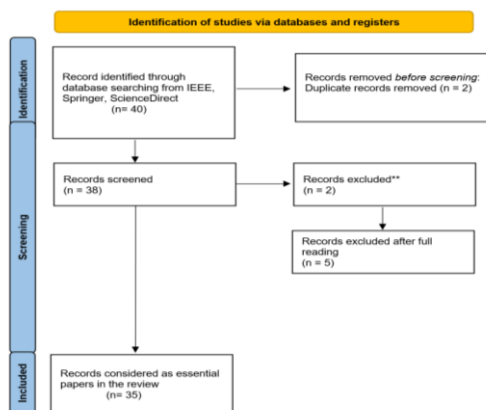 Identification of studies via databases and registers
Identification
Record identified through
database searching from IEEE,
Springer, ScienceDirect
(n= 40)
Records removed before screening:
Duplicate records removed (n = 2)
Screening
Records screened
(n = 38)
Records excluded**
(n = 2)
Records excluded after full
reading
(n = 5)
Included
Records considered as essential
papers in the review
(n= 35)